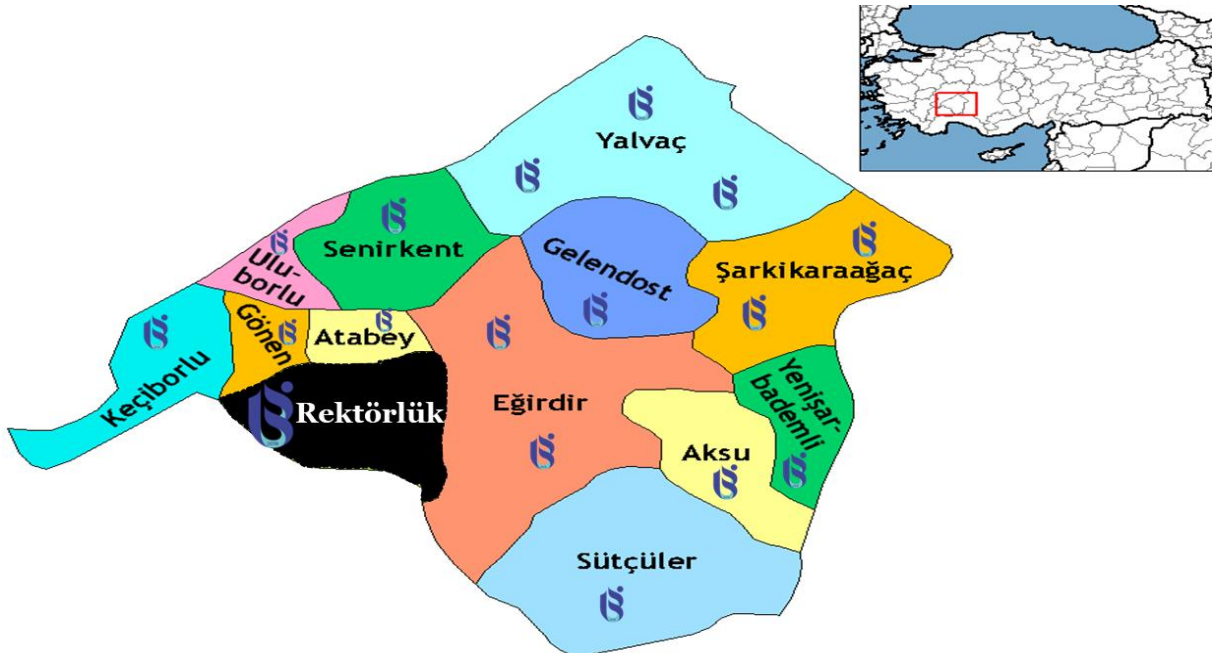 Yalvaç
Senirkent
Gelendost
Şarkikaraağaç
Ulu-
borlu
Gönen
Atabey
Keçiborlu
Rektörlük
Eğirdir
Yenişar-
bademli
Aksu
Sütçüler